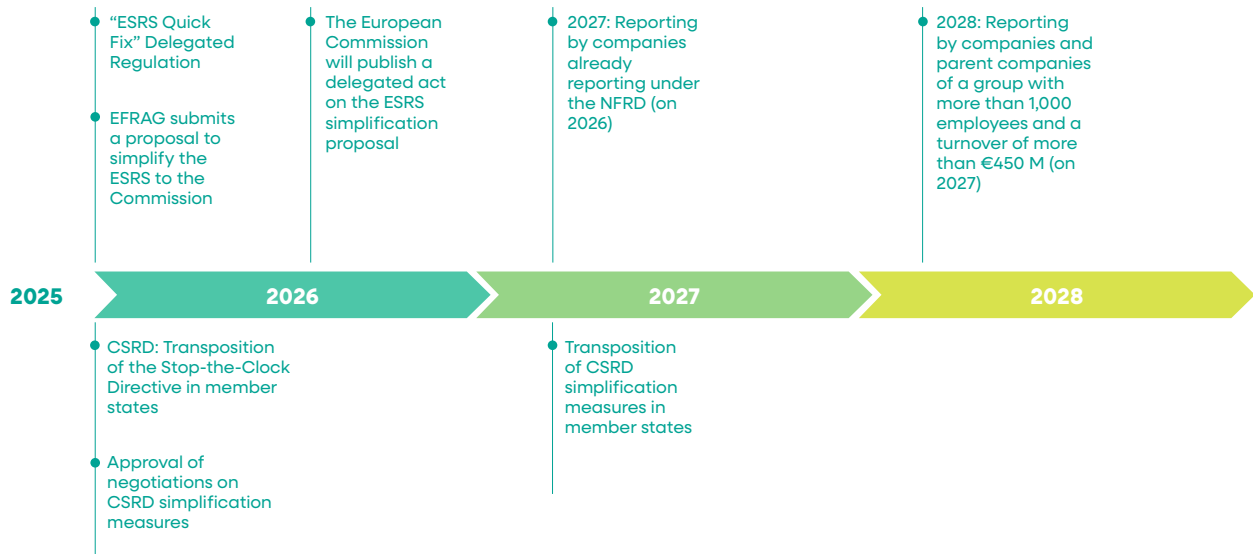 “ESRS Quick
Fix” Delegated
Regulation
EFRAG submits
a proposal to
simplify the
ESRS to the
Commission
The European
Commission
will publish a
delegated act
on the ESRS
simplification
proposal
2027: Reporting
by companies
already
reporting under
the NFRD (on
2026)
2028: Reporting
by companies and
parent companies
of a group with
more than 1,000
employees and a
turnover of more
than €450 M (on
2027)
2025
2026
2027
2028
CSRD: Transposition
of the Stop-the-Clock
Directive in member
states
Approval of
negotiations on
CSRD simplification
measures
Transposition
of CSRD
simplification
measures in
member states